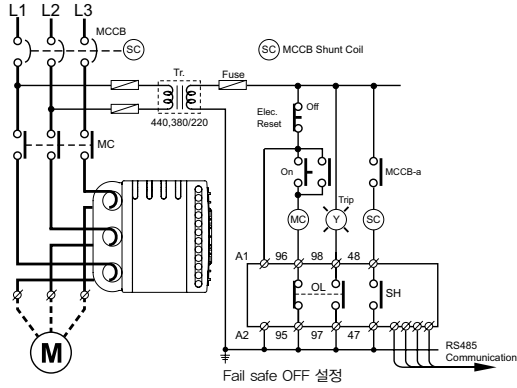 L1 L2 L3
MCCB
SC
SC MCCB Shunt Coil
Tr.
Fuse
440,380/220
Elec.
Reset
Off
MC
On
MCCB-a
Trip
MC
Y
SC
A1 96 98 48
OL
SH
A2 95 97 47
RS485
Communication
M
Fail safe OFF 설정